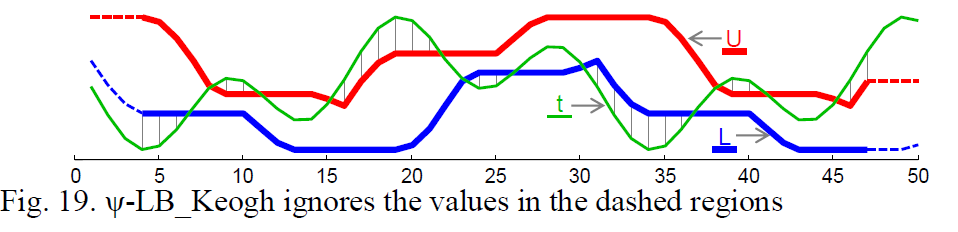 U
t
L
0 5 10 15 20 25 30 35 40 45 50
Fig. 19. ψ-LB_Keogh ignores the values in the dashed regions